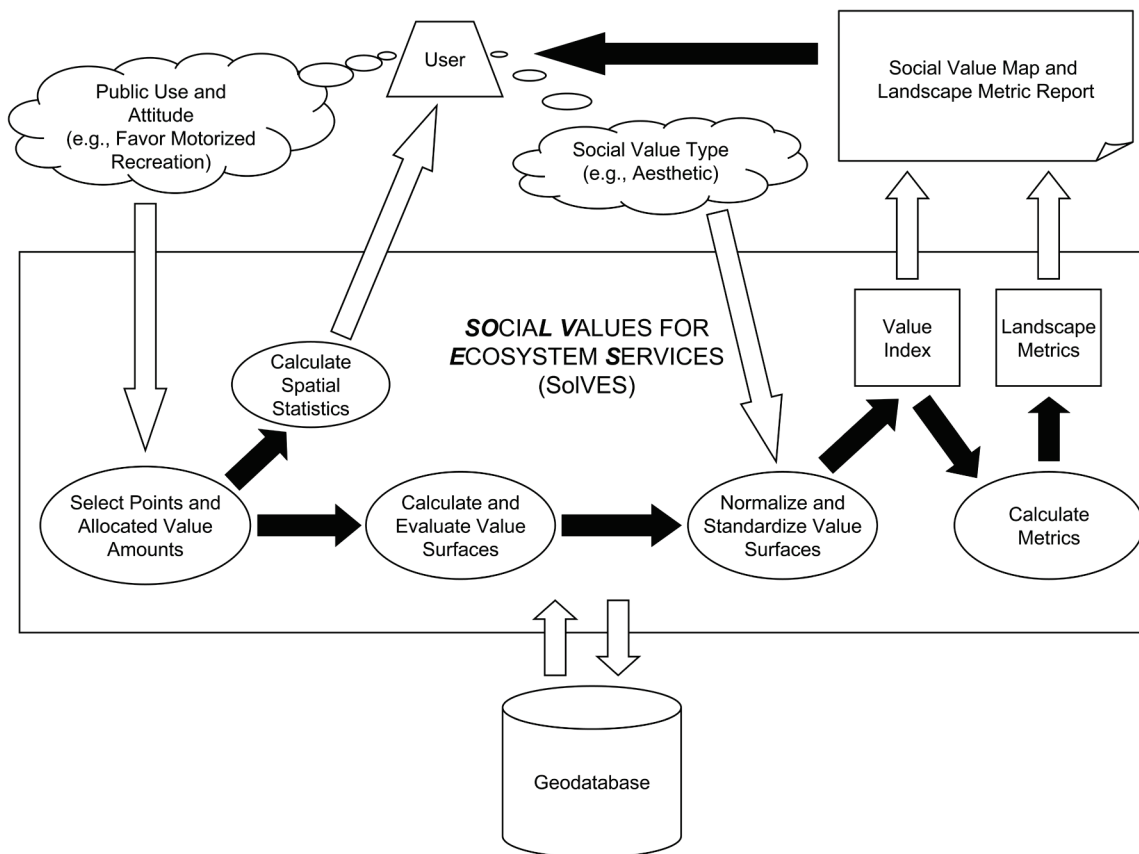 User
Public Use and
Attitude
(e.g., Favor Motorized
Recreation)
Social Value Map and
Landscape Metric Report
Social Value Type
(e.g., Aesthetic)
SOCIAL VALUES FOR
ECOSYSTEM SERVICES
(SolVES)
Value
Index
Landscape
Metrics
Calculate
Spatial
Statistics
Select Points and
Allocated Value
Amounts
Calculate and
Evaluate Value
Surfaces
Normalize and
Standardize Value
Surfaces
Calculate
Metrics
Geodatabase